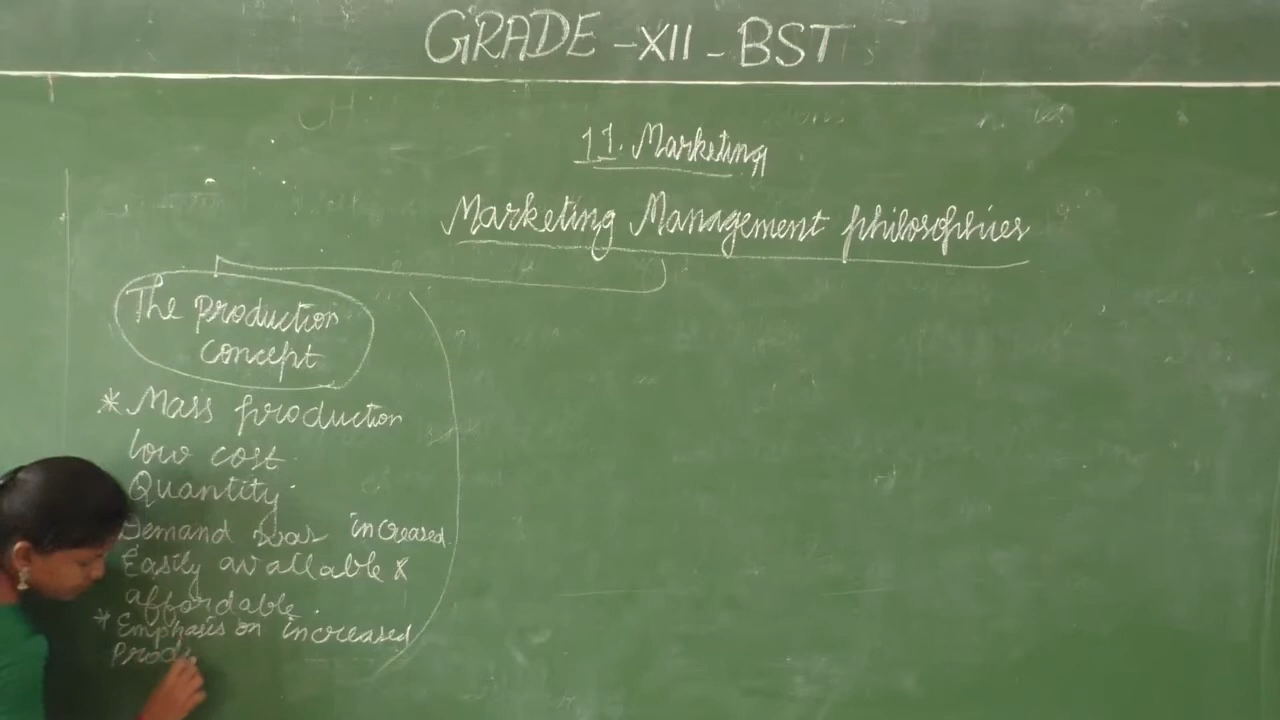 GRADE - XII - BST
11. Marketing
Marketing Management philosophies
The production
concept
* Mass production
low cost
Quantity
Demand was increased.
Easily available &
affordable.
* Emphasis on increased
Prod